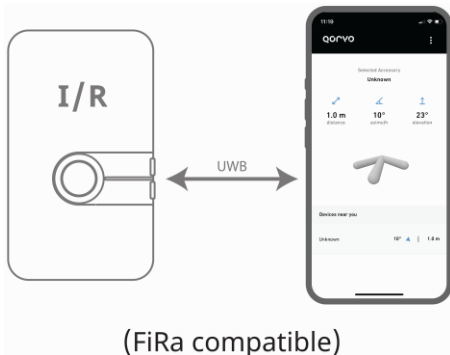 11:10
QORVO
Selected Accessory
Unknown
I/R
1.0 m 10° 23°
distance azimuth elevation
UWB
Devices near you
Unknown 10° 1.0 m
(FiRa compatible)